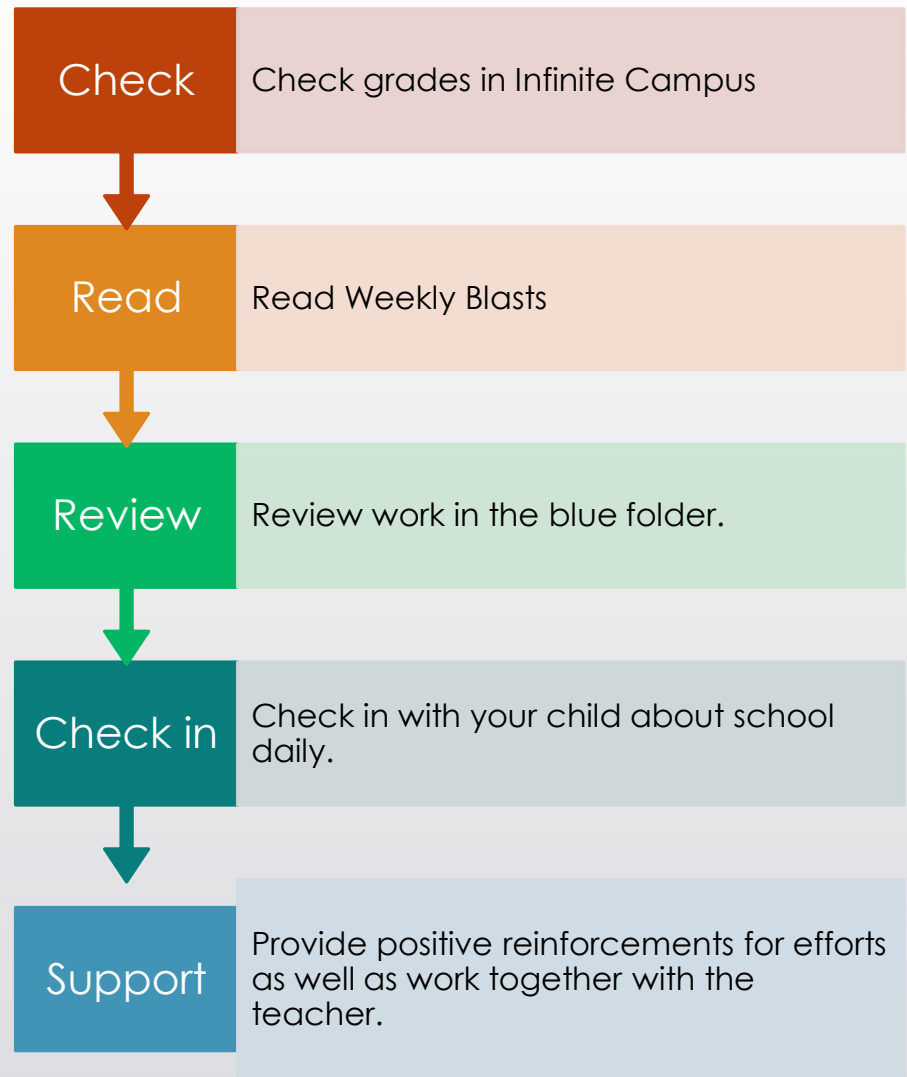 Check
Check grades in Infinite Campus
Read
Read Weekly Blasts
Review
Review work in the blue folder.
Check in
Check in with your child about school
daily.
Support
Provide positive reinforcements for efforts
as well as work together with the
teacher.